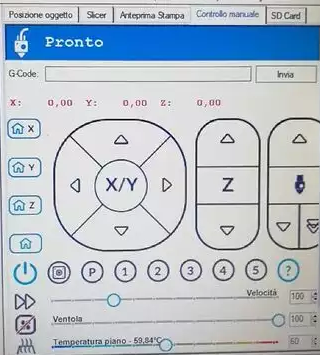 Posizione oggetto Slicer Anteprima Stampa Controllo manuale SD Card
Pronto
G-Code: Invia
X: 0,00 Y: 0,00 Z: 0,00
X
Y
Z
X/Y
Z
P 1 2 3 4 5 ?
Velocità 100
Ventola 100
Temperatura piano - 59,84°C 60